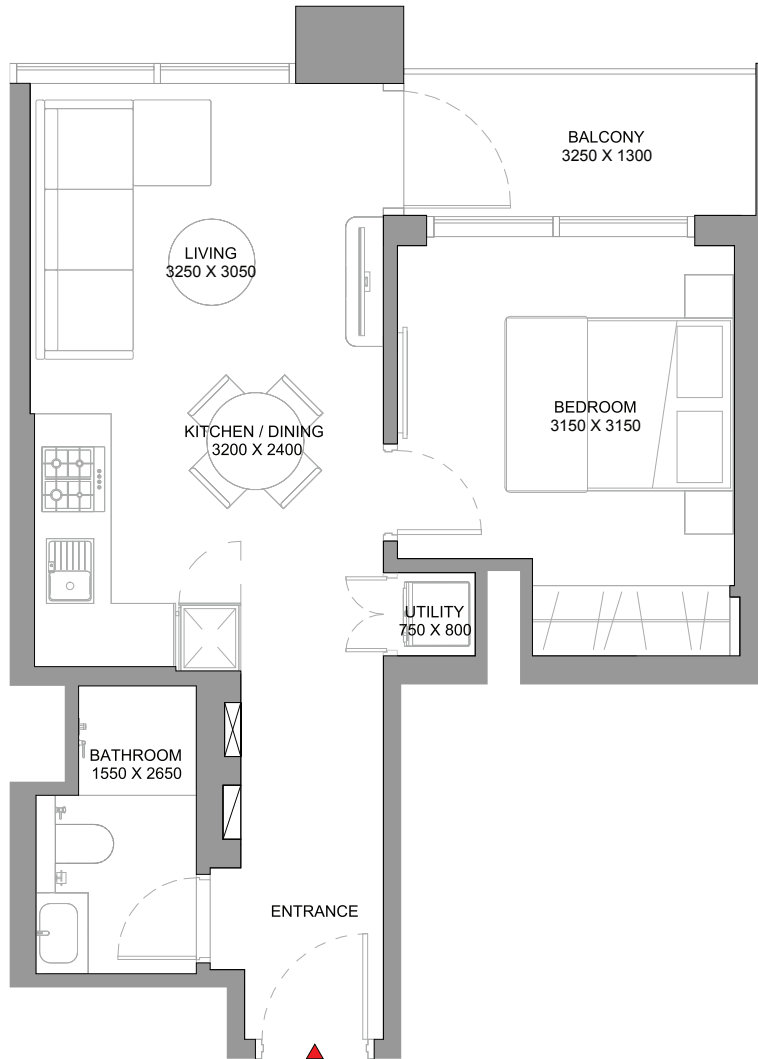 BALCONY
3250 X 1300
LIVING
3250 X 3050
BEDROOM
3150 X 3150
KITCHEN / DINING
3200 X 2400
UTILITY
750 X 800
BATHROOM
1550 X 2650
ENTRANCE